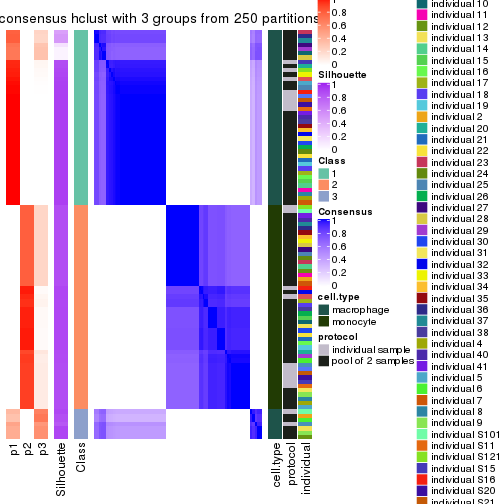 consensus hclust with 3 groups from 250 partitions
0.8
0.6
0.4
0.2
0
Silhouette
1
0.8
0.6
0.4
0.2
0
Class
1
2
3
Consensus
1
0.8
0.6
0.4
0.2
0
cell.type
macrophage
monocyte
protocol
individual sample
pool of 2 samples
individual 10
individual 11
individual 12
individual 13
individual 14
individual 15
individual 16
individual 17
individual 18
individual 19
individual 2
individual 20
individual 21
individual 22
individual 23
individual 24
individual 25
individual 26
individual 27
individual 28
individual 29
individual 30
individual 31
individual 32
individual 33
individual 34
individual 35
individual 36
individual 37
individual 38
individual 4
individual 40
individual 41
individual 5
individual 6
individual 7
individual 8
individual 9
individual S101
individual S11
individual S121
individual S15
individual S16
individual S20
individual S21
p1
p2
p3
Silhouette
Class
cell.type
protocol
individual